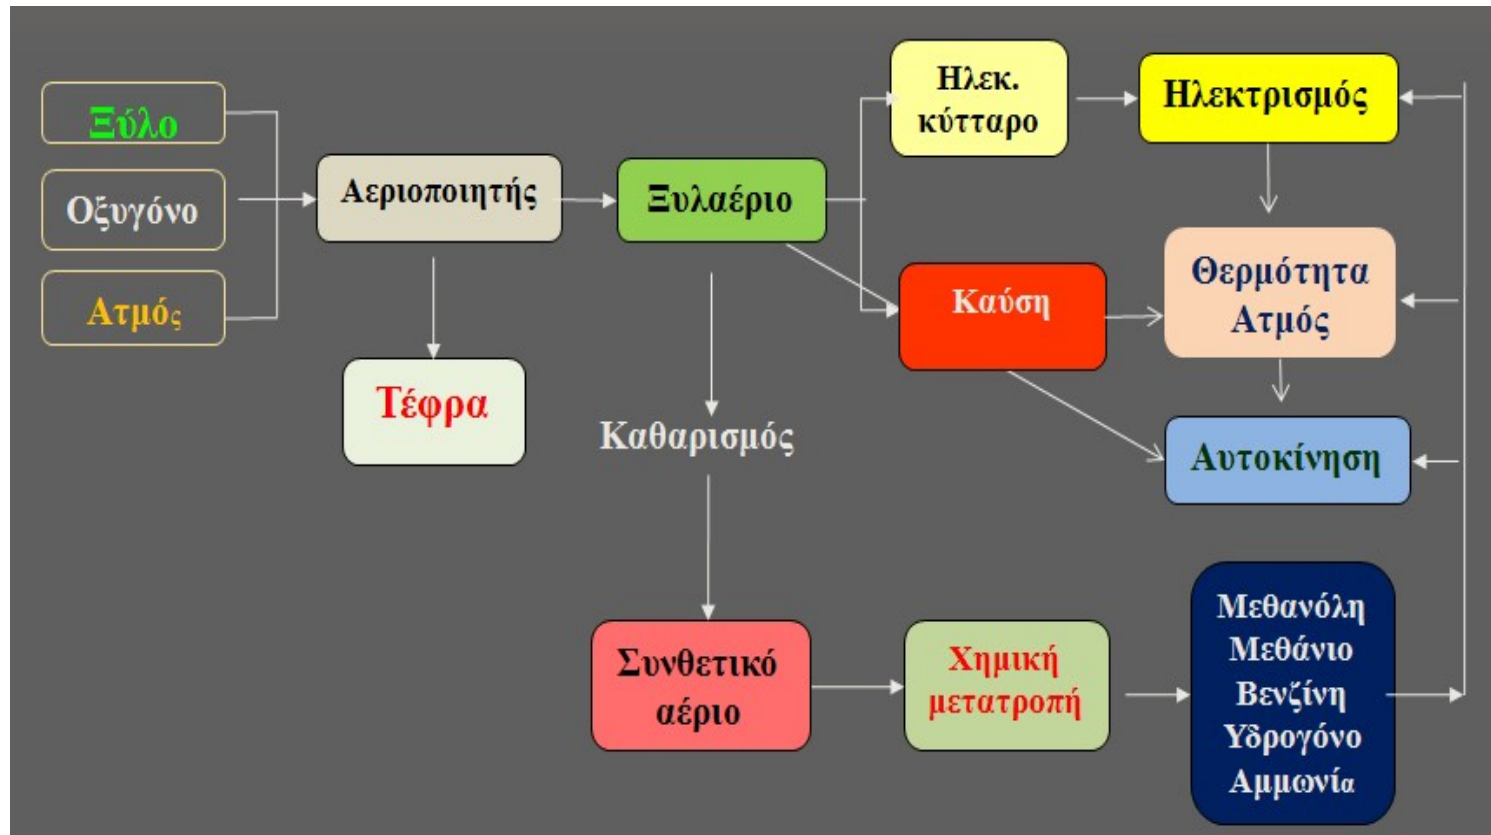 Ξύλο
Οξυγόνο
Ατμός
Αεριοποιητής
Τέφρα
Ξυλαέριο
Καθαρισμός
Συνθετικό
αέριο
Ηλεκ.
κύτταρο
Καύση
Χημική
μετατροπή
Ηλεκτρισμός
Θερμότητα
Ατμός
Αυτοκίνηση
Μεθανόλη
Μεθάνιο
Βενζίνη
Υδρογόνο
Αμμωνία